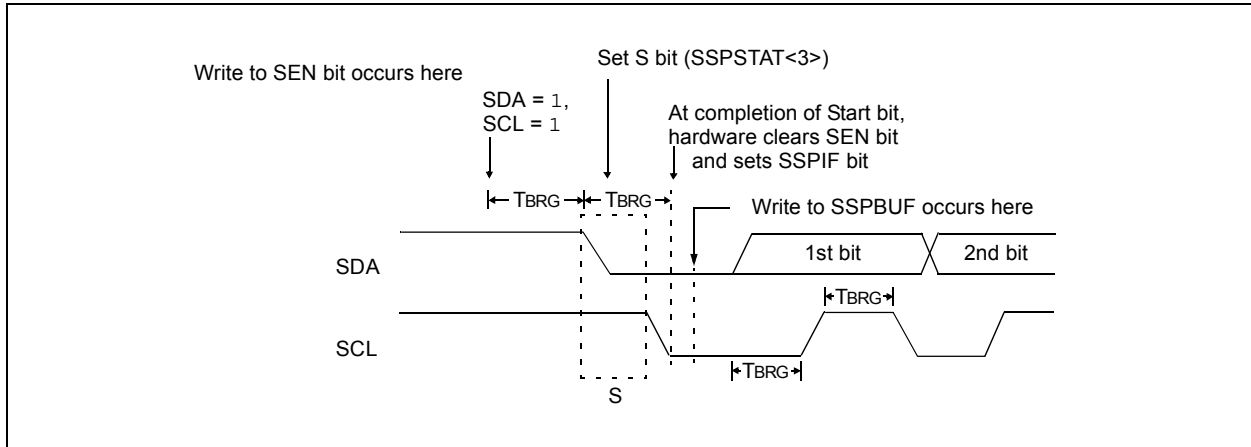 Set S bit (SSPSTAT<3>)
Write to SEN bit occurs here
SDA = 1,
SCL = 1
At completion of Start bit,
hardware clears SEN bit
and sets SSPIF bit
TBRG
TBRG
Write to SSPBUF occurs here
SDA
1st bit
2nd bit
TBRG
SCL
TBRG
S